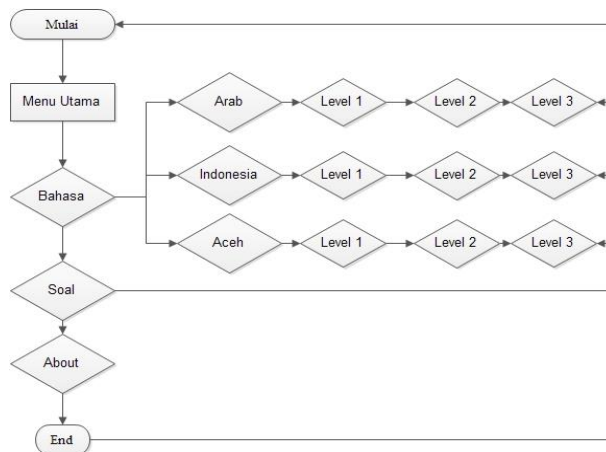 Mulai
Menu Utama
Arab
Level 1
Level 2
Level 3
Bahasa
Indonesia
Level 1
Level 2
Level 3
Aceh
Level 1
Level 2
Level 3
Soal
About
End